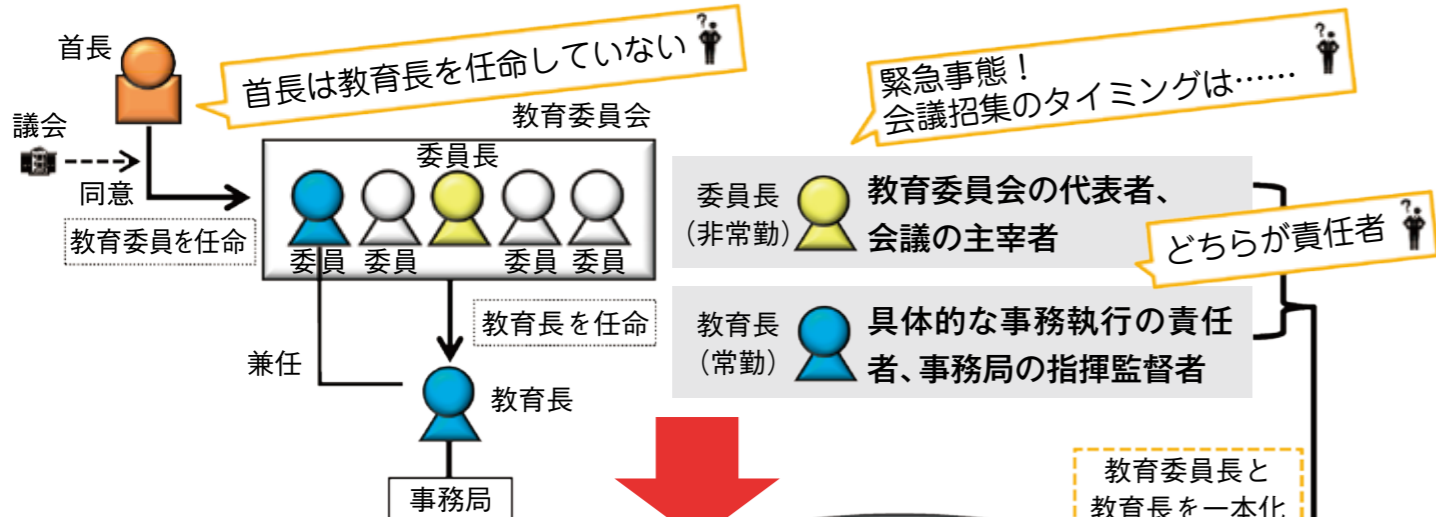 首長
首長は教育長を任命していない
議会
同意
教育委員を任命
教育委員会
委員長
委員 委員 委員 委員
教育長を任命
兼任
教育長
事務局
緊急事態!
会議招集のタイミングは……
委員長
(非常勤)
教育委員会の代表者、
会議の主宰者
どちらが責任者
教育長
(常勤)
具体的な事務執行の責任
者、事務局の指揮監督者
教育委員長と
教育長を一本化